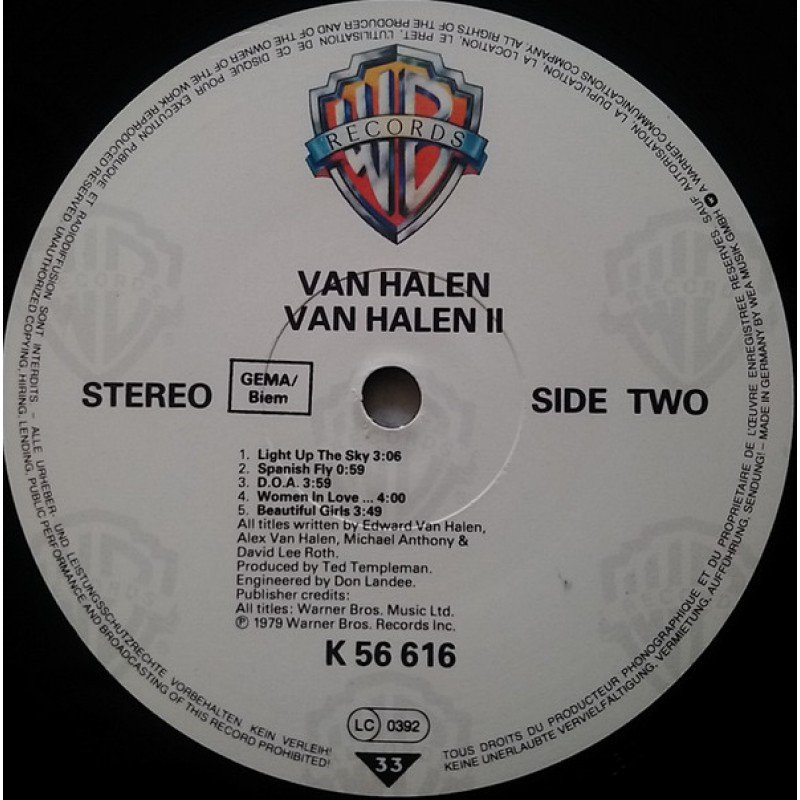 WB
RECORDS
VAN HALEN
VAN HALEN II
STEREO
GEMA/
Biem
SIDE TWO
1. Light Up The Sky 3:06
2. Spanish Fly 0:59
3. D.O.A. 3:59
4. Women In Love ... 4:00
5. Beautiful Girls 3:49
All titles written by Edward Van Halen,
Alex Van Halen, Michael Anthony &
David Lee Roth.
Produced by Ted Templeman.
Engineered by Don Landee.
Publisher credits:
All titles: Warner Bros. Music Ltd.
℗ 1979 Warner Bros. Records Inc.
K 56 616
LC 0392
33
TOUS DROITS DU PRODUCTEUR PHONOGRAPHIQUE ET DU PROPRIETAIRE DE L'ŒUVRE ENREGISTREE RESERVES. SAUF AUTORISATION, LA DUPLICATION, LA LOCATION, LE PRET, L'UTILISATION DE CE DISQUE POUR EXECUTION PUBLIQUE ET RADIODIFFUSION SONT INTERDITS – ALLE URHEBER- UND LEISTUNGSSCHUTZRECHTE VORBEHALTEN KEIN VERLEIH!
KEINE UNERLAUBTE VERVIELFÄLTIGUNG, VERMIETUNG, AUFFÜHRUNG, SENDUNG! – MADE IN GERMANY BY WEA MUSIK GMBH A WARNER COMMUNICATIONS COMPANY. ALL RIGHTS OF THE PRODUCER AND OF THE OWNER OF THE WORK REPRODUCED RESERVED. UNAUTHORIZED COPYING, HIRING, LENDING, PUBLIC PERFORMANCE AND BROADCASTING OF THIS RECORD PROHIBITED!